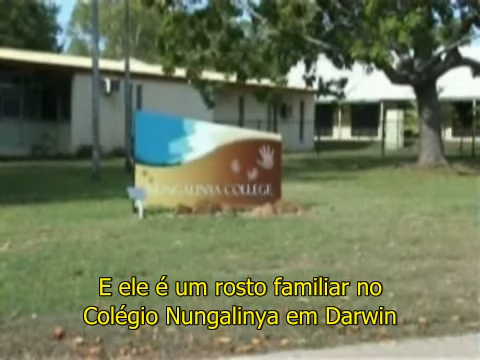 NUNGALINYA COLLEGE
E ele é um rosto familiar no
Colégio Nungalinya em Darwin